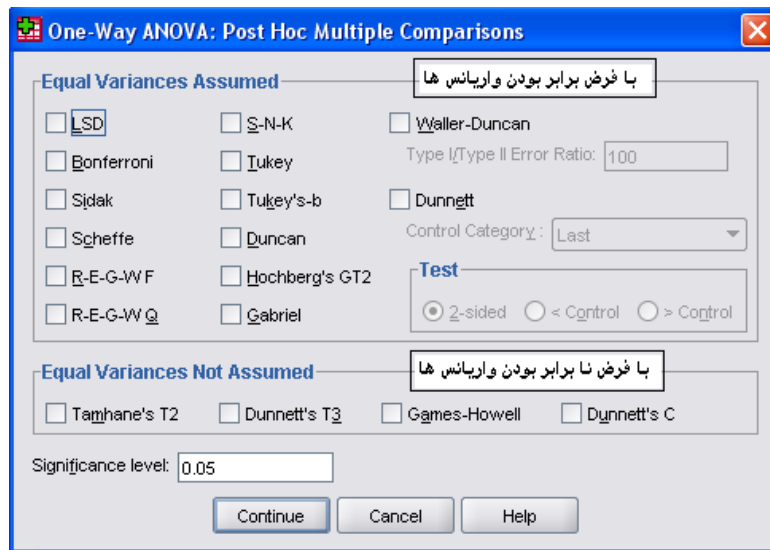 One-Way ANOVA: Post Hoc Multiple Comparisons
Equal Variances Assumed
با فرض برابر بودن واریانس ها
LSD
S-N-K
Waller-Duncan
Bonferroni
Tukey
Type I/Type II Error Ratio: 100
Sidak
Tukey's-b
Dunnett
Scheffe
Duncan
Control Category: Last
R-E-G-W F
Hochberg's GT2
Test
R-E-G-W Q
Gabriel
2-sided < Control > Control
Equal Variances Not Assumed
با فرض نا برابر بودن واریانس ها
Tamhane's T2
Dunnett's T3
Games-Howell
Dunnett's C
Significance level: 0.05
Continue
Cancel
Help